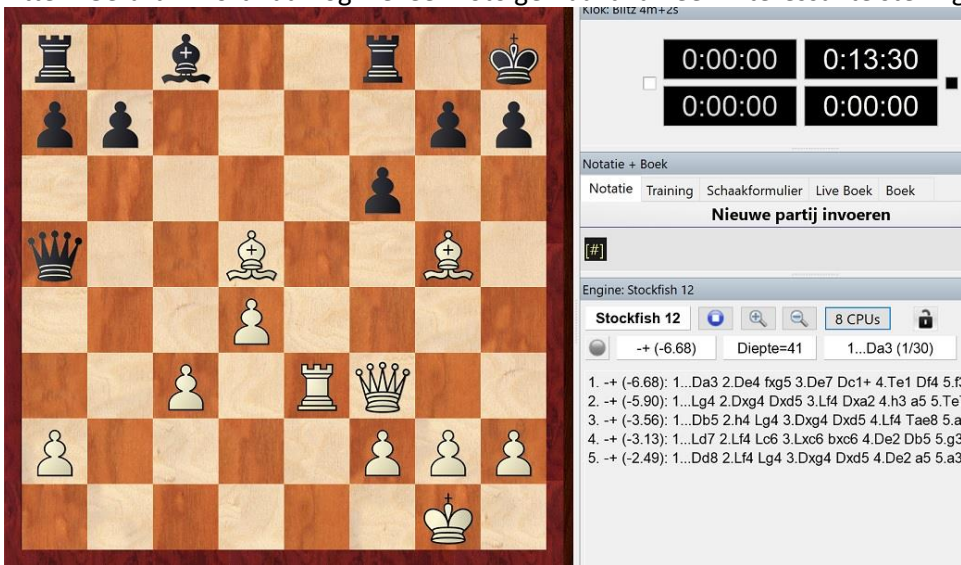 Klok: Blitz 4m+2s
0:00:00 0:13:30
0:00:00 0:00:00
Notatie + Boek
Notatie Training Schaakformulier Live Boek Boek
Nieuwe partij invoeren
[#]
Engine: Stockfish 12
Stockfish 12 8 CPUs
-+ (-6.68) Diepte=41 1...Da3 (1/30)
1. -+ (-6.68): 1...Da3 2.De4 fxg5 3.De7 Dc1+ 4.Te1 Df4 5.f3
2. -+ (-5.90): 1...Lg4 2.Dxg4 Dxd5 3.Lf4 Dxa2 4.h3 a5 5.Te7
3. -+ (-3.56): 1...Db5 2.h4 Lg4 3.Dxg4 Dxd5 4.Lf4 Tae8 5.a
4. -+ (-3.13): 1...Ld7 2.Lf4 Lc6 3.Lxc6 bxc6 4.De2 Db5 5.g3
5. -+ (-2.49): 1...Dd8 2.Lf4 Lg4 3.Dxg4 Dxd5 4.De2 a5 5.a3